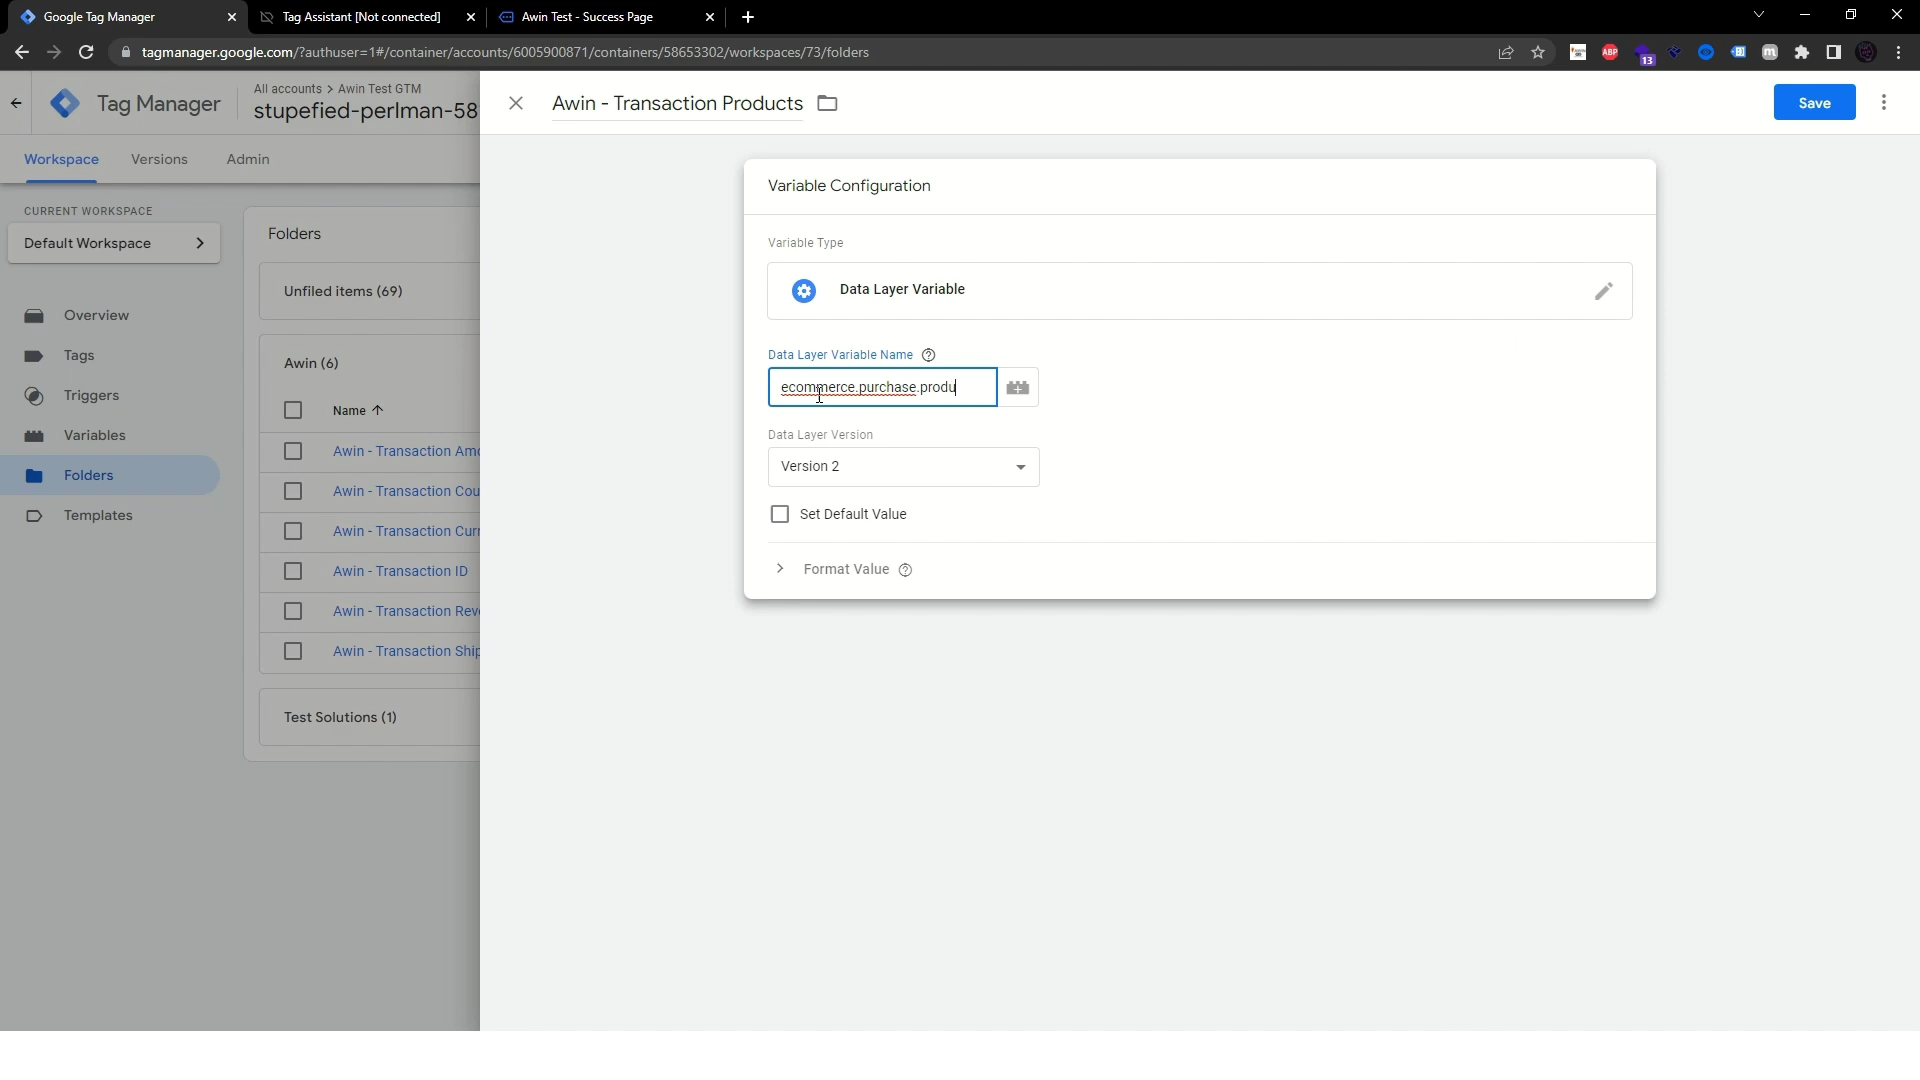 Google Tag Manager
Tag Assistant [Not connected]
Awin Test - Success Page
tagmanager.google.com/?authuser=1#/container/accounts/6005900871/containers/58653302/workspaces/73/folders
ABP
13
m
Tag Manager
All accounts > Awin Test GTM
stupefied-perlman-58
Awin - Transaction Products
Save
Workspace
Versions
Admin
CURRENT WORKSPACE
Default Workspace
Overview
Tags
Triggers
Variables
Folders
Templates
Folders
Unfiled items (69)
Awin (6)
Name
Awin - Transaction Amo
Awin - Transaction Cou
Awin - Transaction Curr
Awin - Transaction ID
Awin - Transaction Reve
Awin - Transaction Ship
Test Solutions (1)
Variable Configuration
Variable Type
Data Layer Variable
Data Layer Variable Name
ecommerce.purchase.produ
Data Layer Version
Version 2
Set Default Value
Format Value